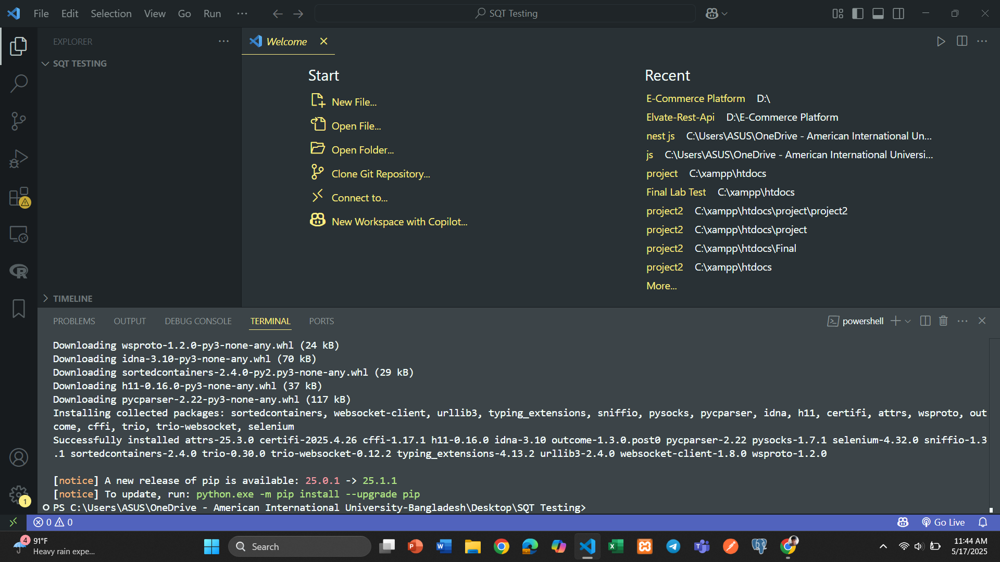 File Edit Selection View Go Run ···
SQT Testing
EXPLORER ···
SQT TESTING
TIMELINE
Welcome
Start
New File...
Open File...
Open Folder...
Clone Git Repository...
Connect to...
New Workspace with Copilot...
Recent
E-Commerce Platform D:\
Elvate-Rest-Api D:\E-Commerce Platform
nest js C:\Users\ASUS\OneDrive - American International Un...
js C:\Users\ASUS\OneDrive - American International Universi...
project C:\xampp\htdocs
Final Lab Test C:\xampp\htdocs
project2 C:\xampp\htdocs\project\project2
project2 C:\xampp\htdocs\project
project2 C:\xampp\htdocs\Final
project2 C:\xampp\htdocs
More...
PROBLEMS OUTPUT DEBUG CONSOLE TERMINAL PORTS
powershell
Downloading wsproto-1.2.0-py3-none-any.whl (24 kB)
Downloading idna-3.10-py3-none-any.whl (70 kB)
Downloading sortedcontainers-2.4.0-py2.py3-none-any.whl (29 kB)
Downloading h11-0.16.0-py3-none-any.whl (37 kB)
Downloading pycparser-2.22-py3-none-any.whl (117 kB)
Installing collected packages: sortedcontainers, websocket-client, urllib3, typing_extensions, sniffio, pysocks, pycparser, idna, h11, certifi, attrs, wsproto, out
come, cffi, trio, trio-websocket, selenium
Successfully installed attrs-25.3.0 certifi-2025.4.26 cffi-1.17.1 h11-0.16.0 idna-3.10 outcome-1.3.0.post0 pycparser-2.22 pysocks-1.7.1 selenium-4.32.0 sniffio-1.3
.1 sortedcontainers-2.4.0 trio-0.30.0 trio-websocket-0.12.2 typing_extensions-4.13.2 urllib3-2.4.0 websocket-client-1.8.0 wsproto-1.2.0
[notice] A new release of pip is available: 25.0.1 -> 25.1.1
[notice] To update, run: python.exe -m pip install --upgrade pip
PS C:\Users\ASUS\OneDrive - American International University-Bangladesh\Desktop\SQT Testing>
1
0 0
Go Live
4
91°F
Heavy rain expe...
Search
11:44 AM
5/17/2025